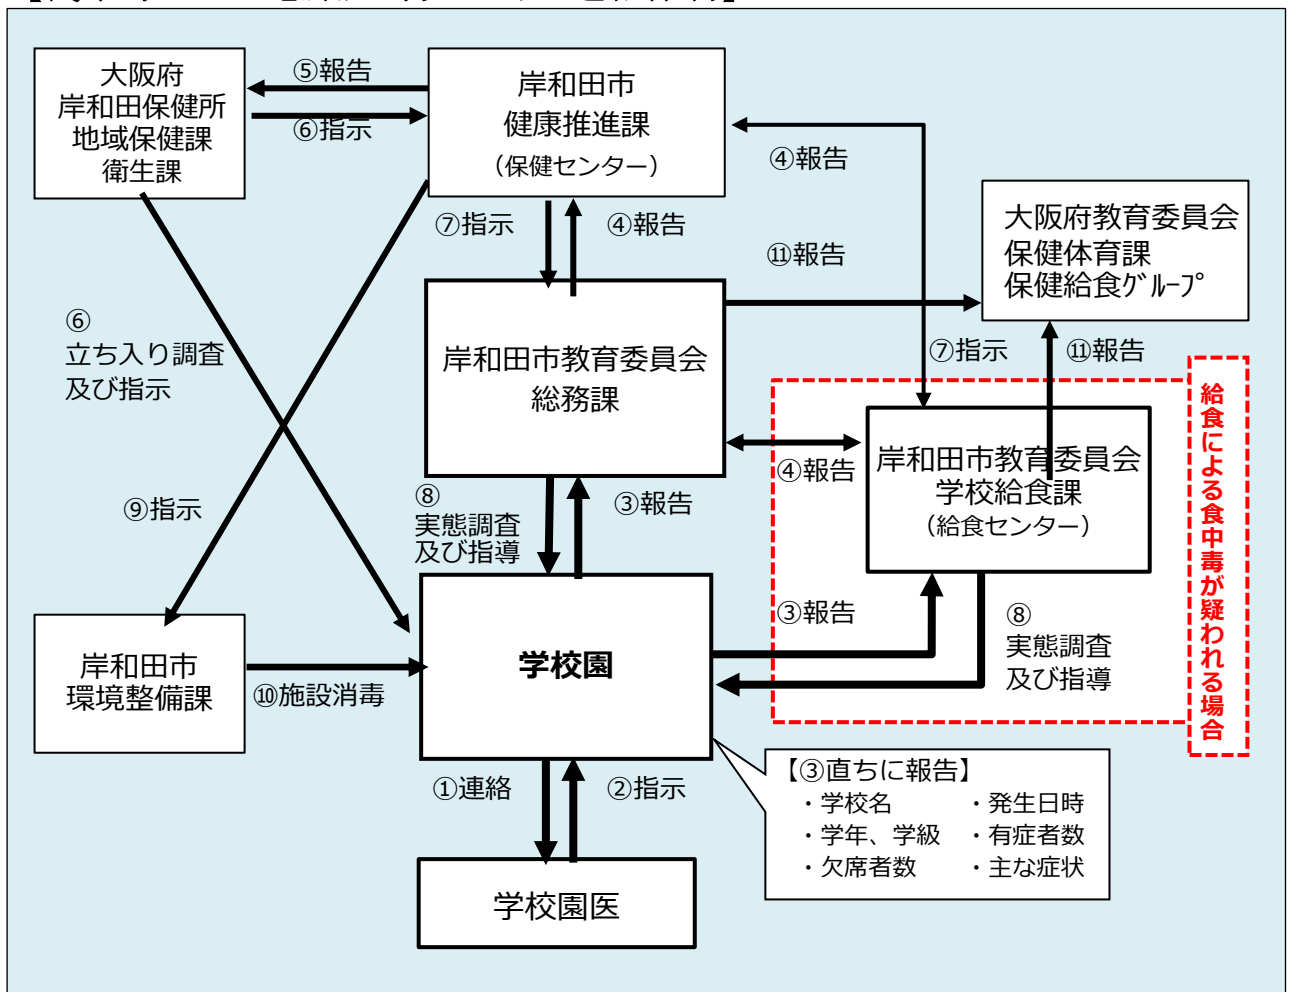 大阪府
岸和田保健所
地域保健課
衛生課
⑤報告
⑥指示
岸和田市
健康推進課
（保健センター）
④報告
大阪府教育委員会
保健体育課
保健給食ｸﾞﾙｰﾌﾟ
⑦指示
④報告
⑪報告
⑥
立ち入り調査
及び指示
岸和田市教育委員会
総務課
⑦指示
⑪報告
給食による食中毒が疑われる場合
④報告
岸和田市教育委員会
学校給食課
（給食センター）
⑨指示
⑧
実態調査
及び指導
③報告
岸和田市
環境整備課
⑩施設消毒
学校園
③報告
⑧
実態調査
及び指導
①連絡
②指示
【③直ちに報告】
・学校名
・発生日時
・学年、学級
・有症者数
・欠席者数
・主な症状
学校園医